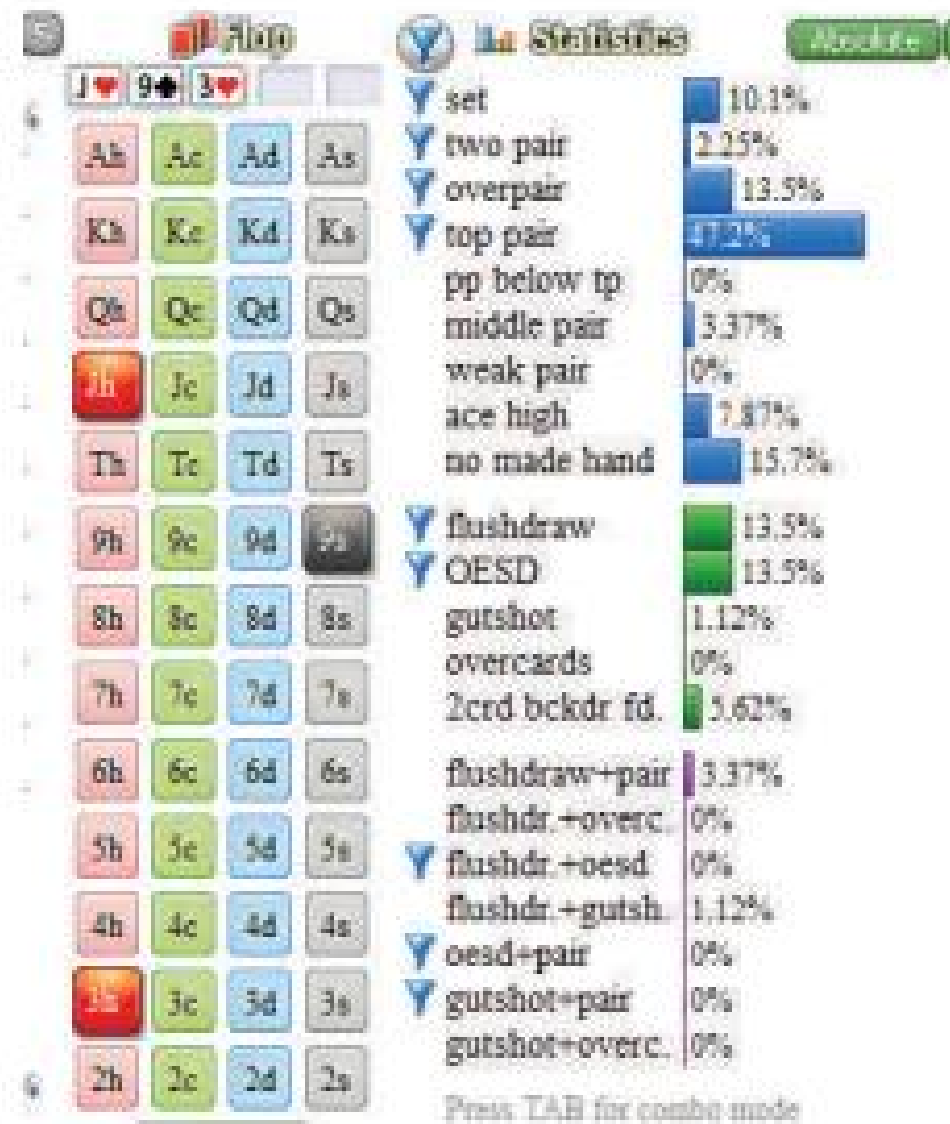 Flop
Statistics
Absolute
J♥ 9♠ 3♥
Ah Ac Ad As
Kh Kc Kd Ks
Qh Qc Qd Qs
Jh Jc Jd Js
Th Tc Td Ts
9h 9c 9d 9s
8h 8c 8d 8s
7h 7c 7d 7s
6h 6c 6d 6s
5h 5c 5d 5s
4h 4c 4d 4s
3h 3c 3d 3s
2h 2c 2d 2s
set 10.1%
two pair 2.25%
overpair 13.5%
top pair 47.2%
pp below tp 0%
middle pair 3.37%
weak pair 0%
ace high 7.87%
no made hand 15.7%
flushdraw 13.5%
OESD 13.5%
gutshot 1.12%
overcards 0%
2crd bckdr fd. 5.62%
flushdraw+pair 3.37%
flushdr.+overc. 0%
flushdr.+oesd 0%
flushdr.+gutsh. 1.12%
oesd+pair 0%
gutshot+pair 0%
gutshot+overc. 0%
Press TAB for combo mode